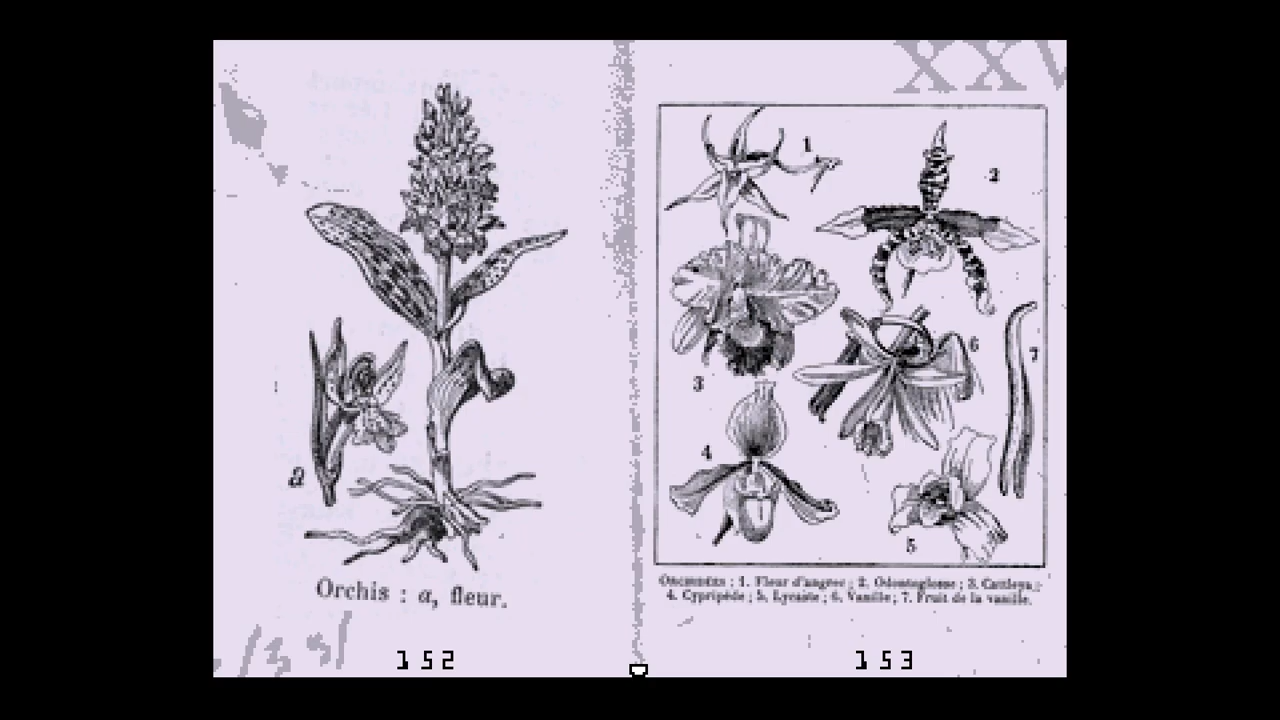 a
Orchis : a, fleur.
152
XXV
1
2
3
6
7
4
5
Orchidées ; 1. Fleur d'angrec ; 2. Odontoglosse ; 3. Cattleya ;
4. Cypripède ; 5. Lycaste ; 6. Vanille ; 7. Fruit de la vanille.
153